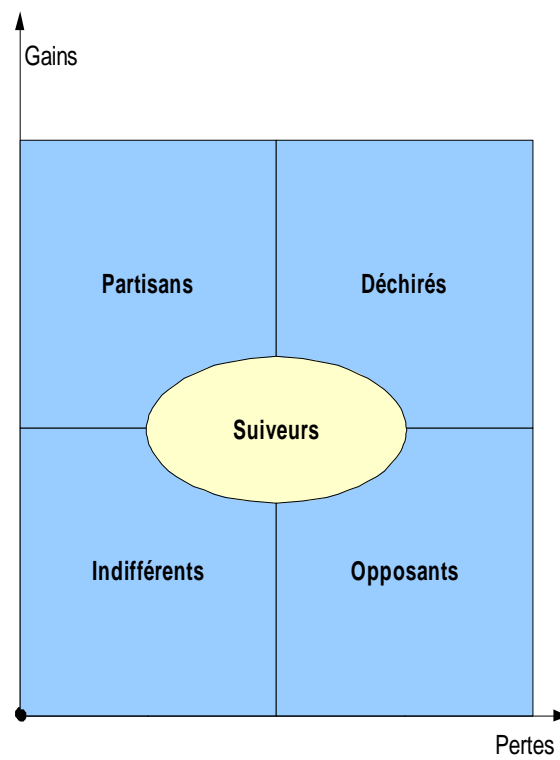 Gains
Partisans
Déchirés
Suiveurs
Indifférents
Opposants
Pertes